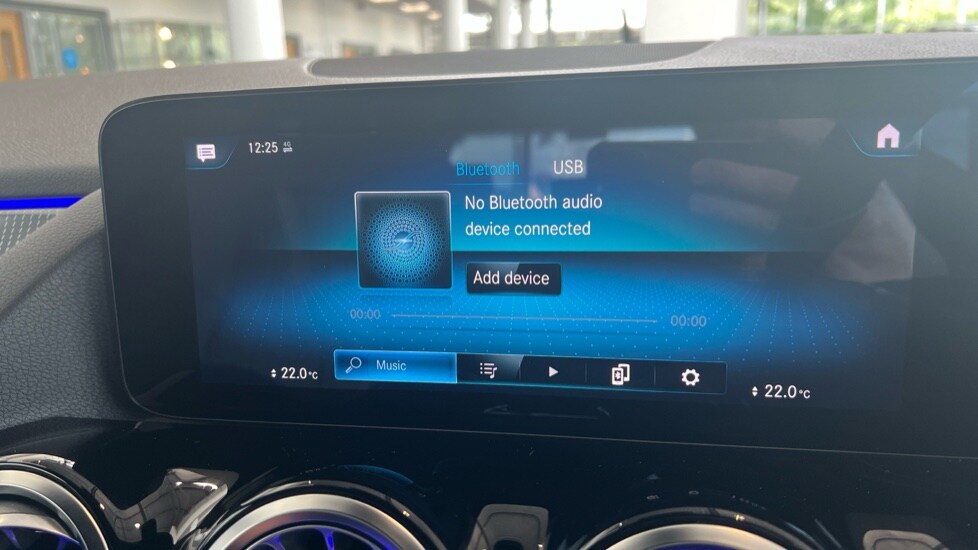 12:25 4G
Bluetooth USB
No Bluetooth audio
device connected
Add device
00:00 00:00
Music
22.0°C 22.0°C